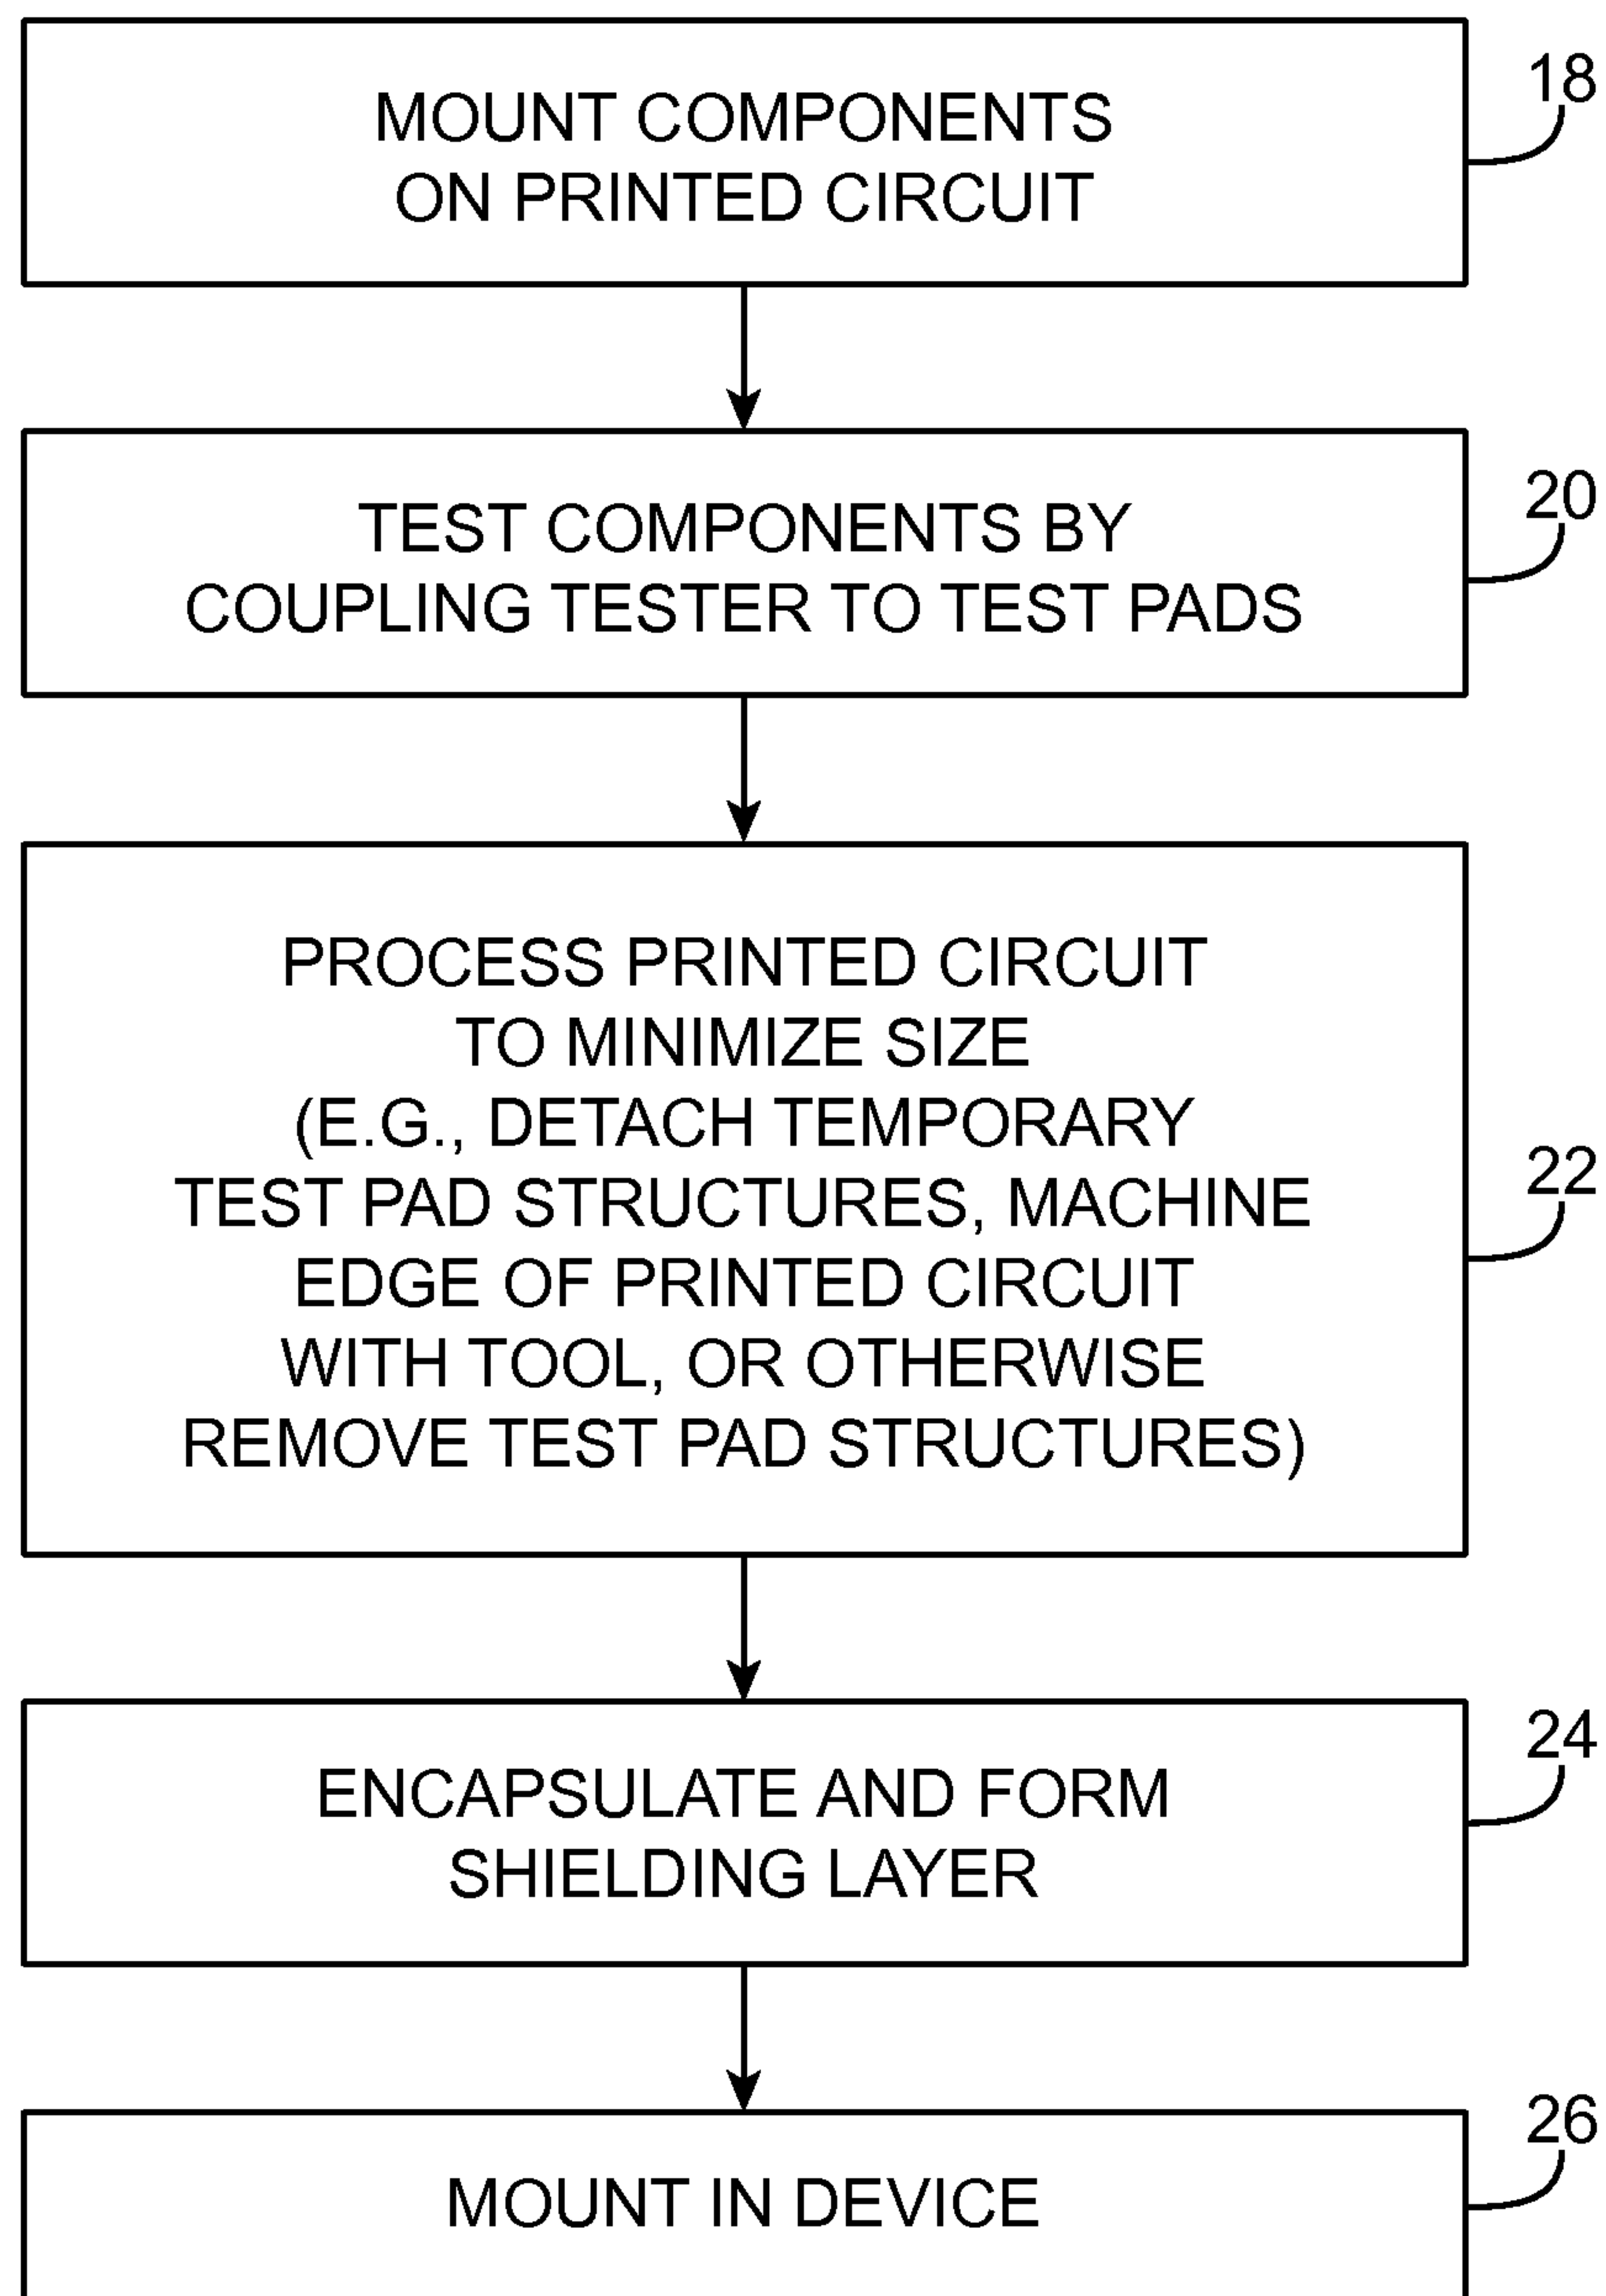 MOUNT COMPONENTS
ON PRINTED CIRCUIT
18
TEST COMPONENTS BY
COUPLING TESTER TO TEST PADS
20
PROCESS PRINTED CIRCUIT
TO MINIMIZE SIZE
(E.G., DETACH TEMPORARY
TEST PAD STRUCTURES, MACHINE
EDGE OF PRINTED CIRCUIT
WITH TOOL, OR OTHERWISE
REMOVE TEST PAD STRUCTURES)
22
ENCAPSULATE AND FORM
SHIELDING LAYER
24
MOUNT IN DEVICE
26